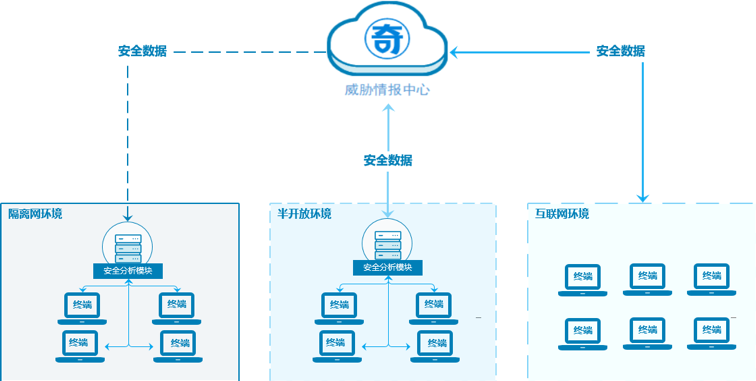 奇
威胁情报中心
安全数据
安全数据
安全数据
隔离网环境
安全分析模块
终端
终端
终端
终端
半开放环境
安全分析模块
终端
终端
终端
终端
互联网环境
终端
终端
终端
终端
终端
终端